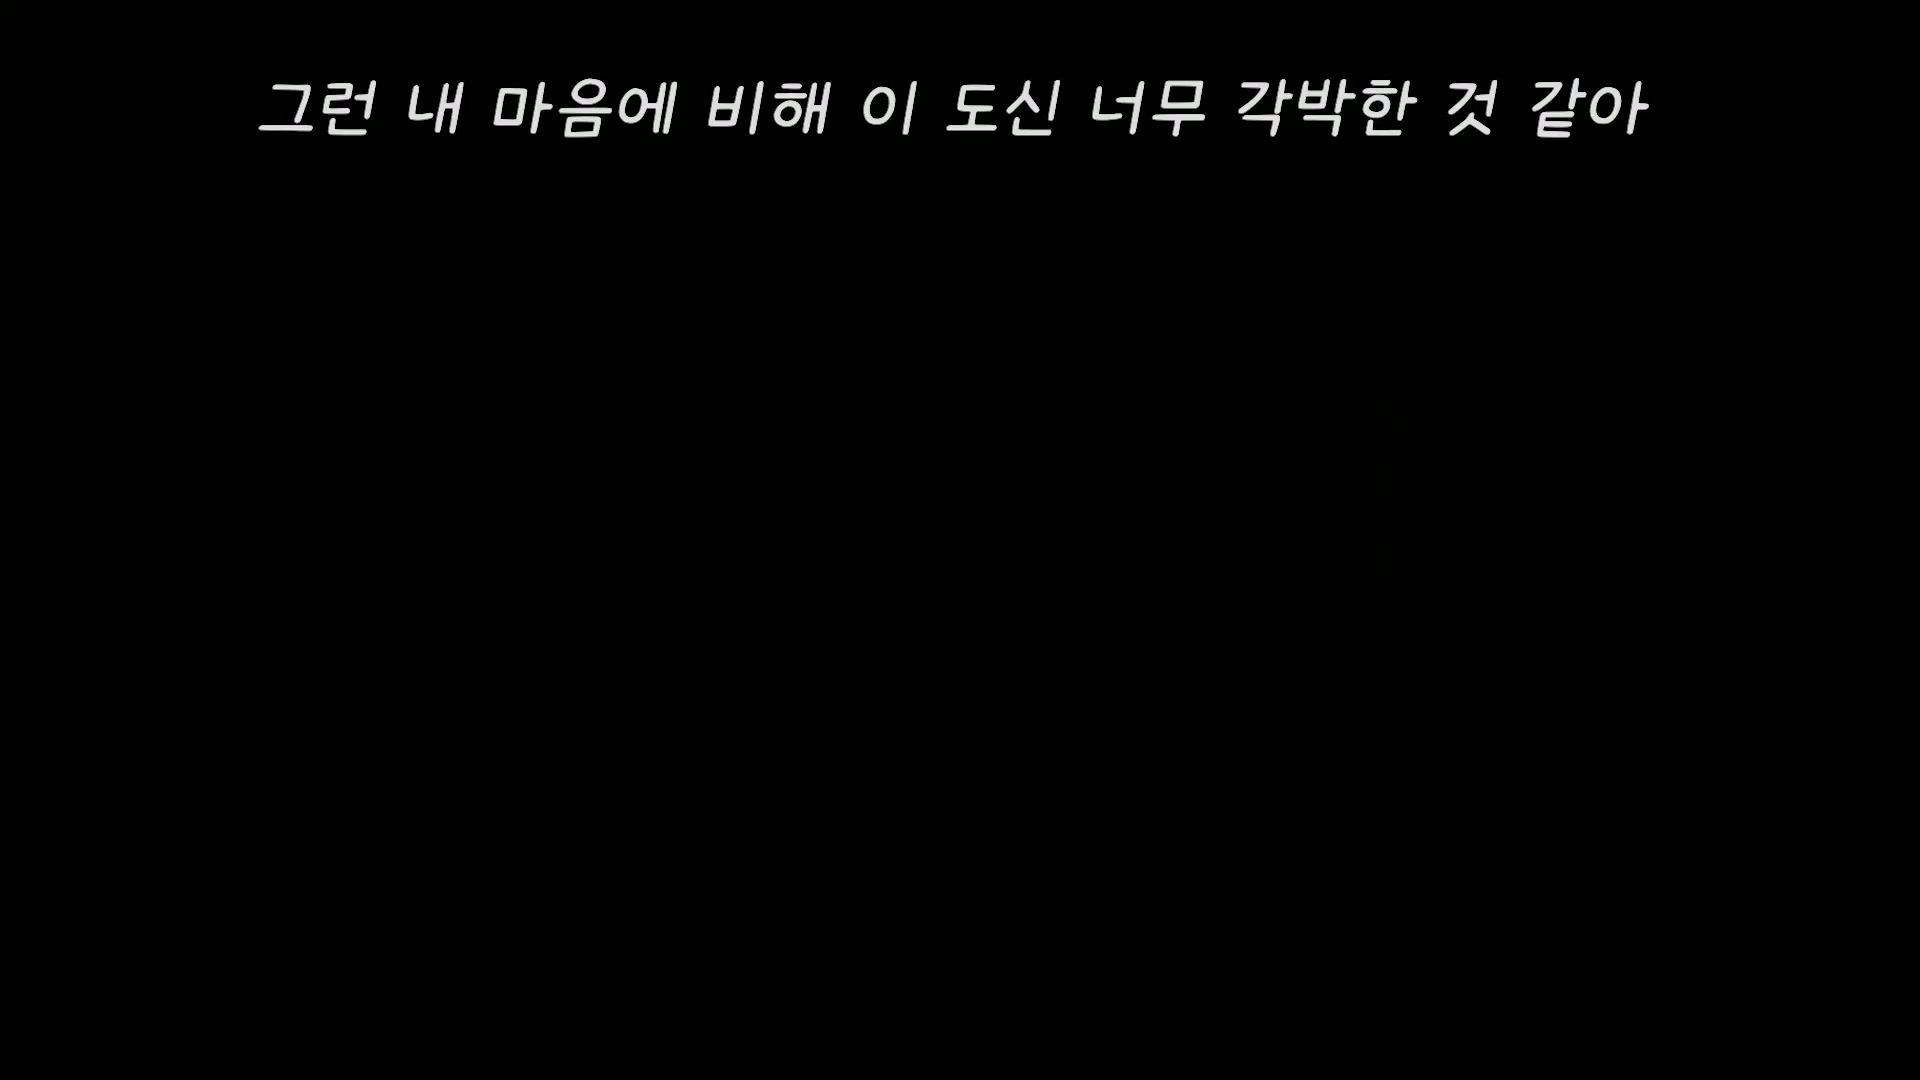 그런 내 마음에 비해 이 도신 너무 각박한 것 같아